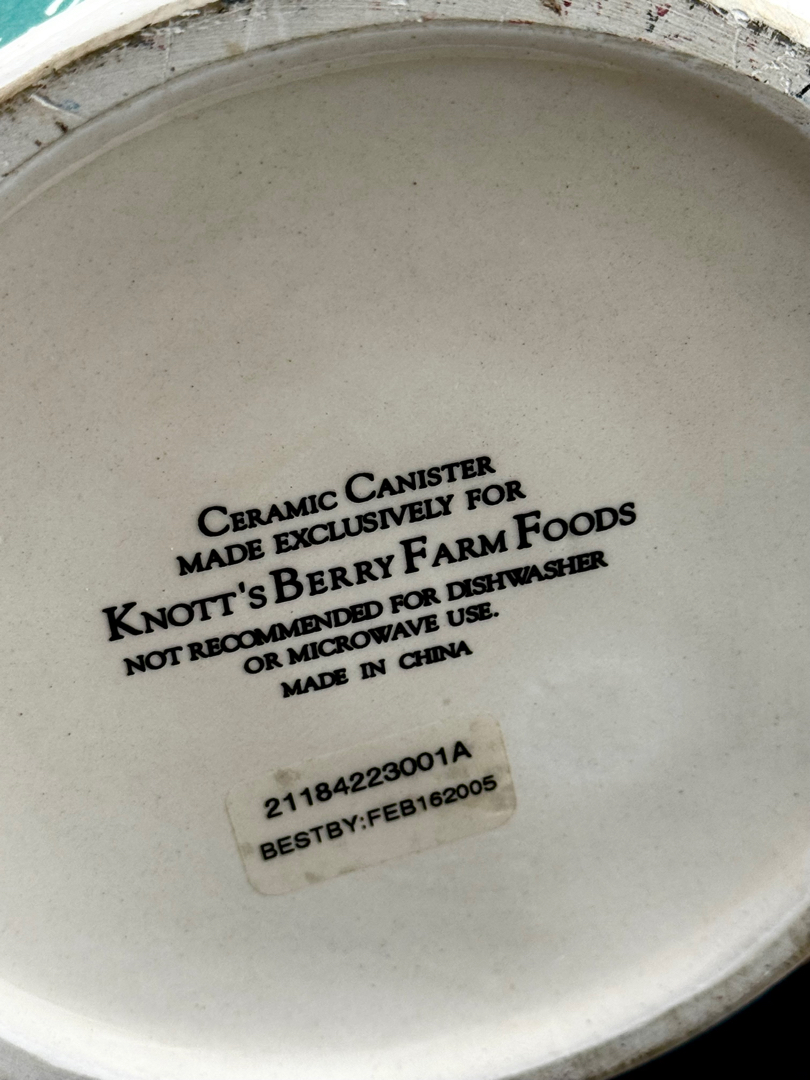 CERAMIC CANISTER
MADE EXCLUSIVELY FOR
KNOTT'S BERRY FARM FOODS
NOT RECOMMENDED FOR DISHWASHER
OR MICROWAVE USE.
MADE IN CHINA
21184223001A
BESTBY:FEB162005